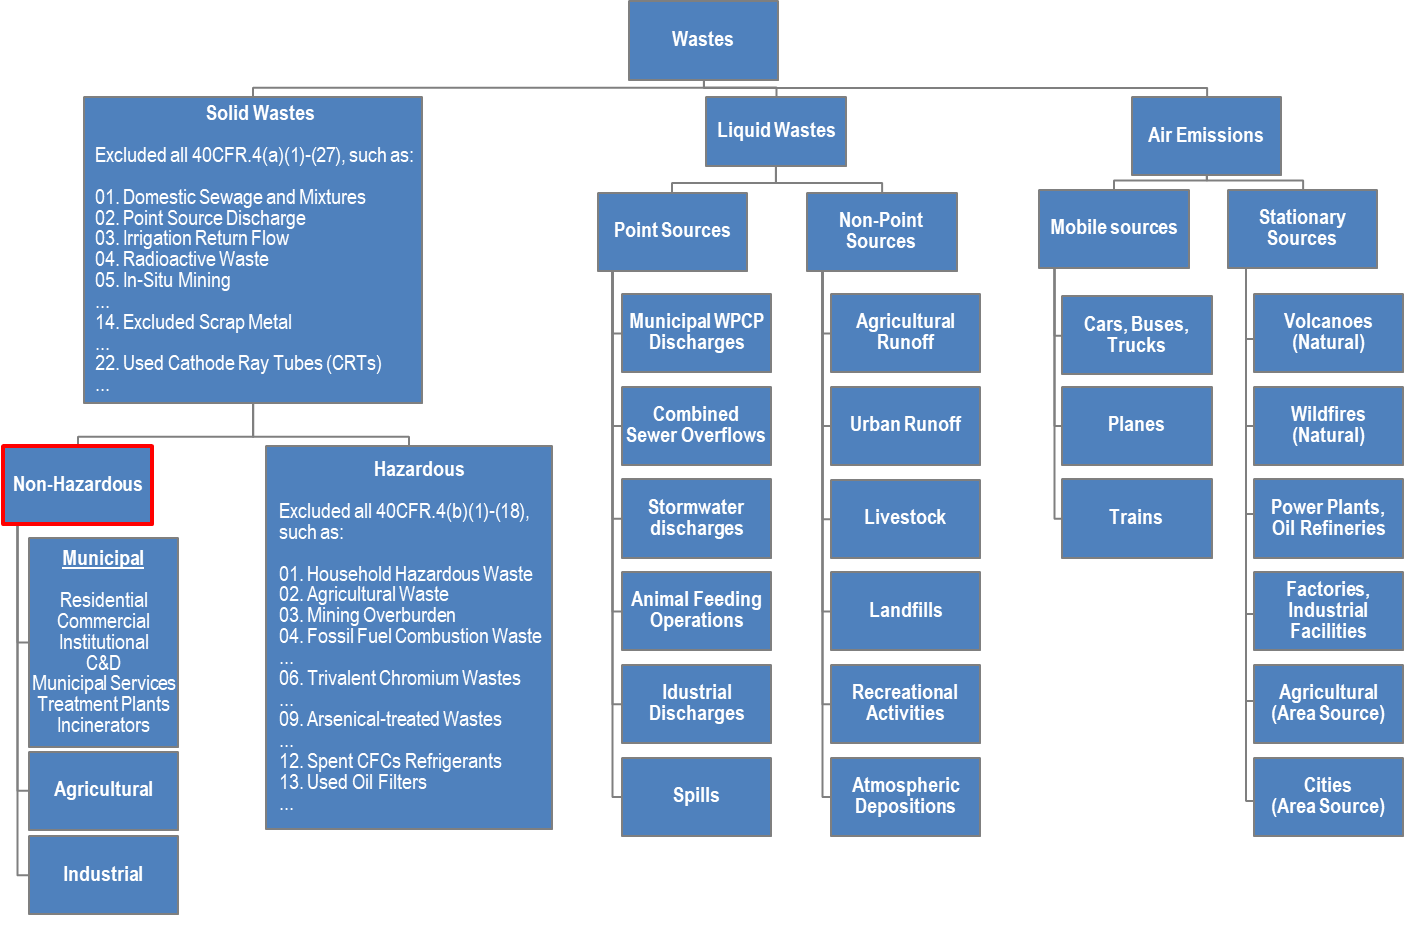 Wastes
Solid Wastes
Excluded all 40CFR.4(a)(1)-(27), such as:
01. Domestic Sewage and Mixtures
02. Point Source Discharge
03. Irrigation Return Flow
04. Radioactive Waste
05. In-Situ Mining
...
14. Excluded Scrap Metal
...
22. Used Cathode Ray Tubes (CRTs)
...
Non-Hazardous
Municipal
Residential
Commercial
Institutional
C&D
Municipal Services
Treatment Plants
Incinerators
Agricultural
Industrial
Hazardous
Excluded all 40CFR.4(b)(1)-(18),
such as:
01. Household Hazardous Waste
02. Agricultural Waste
03. Mining Overburden
04. Fossil Fuel Combustion Waste
...
06. Trivalent Chromium Wastes
...
09. Arsenical-treated Wastes
...
12. Spent CFCs Refrigerants
13. Used Oil Filters
...
Liquid Wastes
Point Sources
Municipal WPCP
Discharges
Combined
Sewer Overflows
Stormwater
discharges
Animal Feeding
Operations
Idustrial
Discharges
Spills
Non-Point
Sources
Agricultural
Runoff
Urban Runoff
Livestock
Landfills
Recreational
Activities
Atmospheric
Depositions
Air Emissions
Mobile sources
Cars, Buses,
Trucks
Planes
Trains
Stationary
Sources
Volcanoes
(Natural)
Wildfires
(Natural)
Power Plants,
Oil Refineries
Factories,
Industrial
Facilities
Agricultural
(Area Source)
Cities
(Area Source)